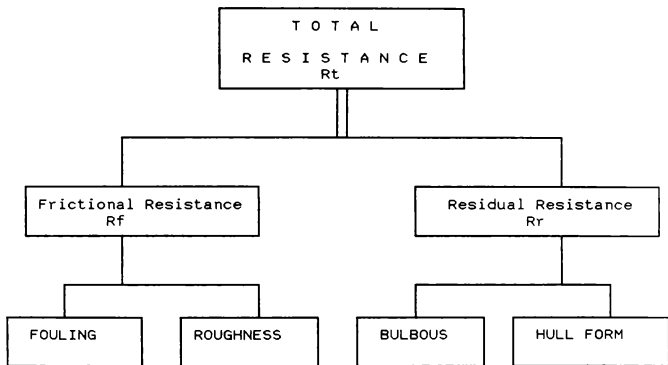 T O T A L
R E S I S T A N C E
Rt
Frictional Resistance
Rf
Residual Resistance
Rr
FOULING
ROUGHNESS
BULBOUS
HULL FORM